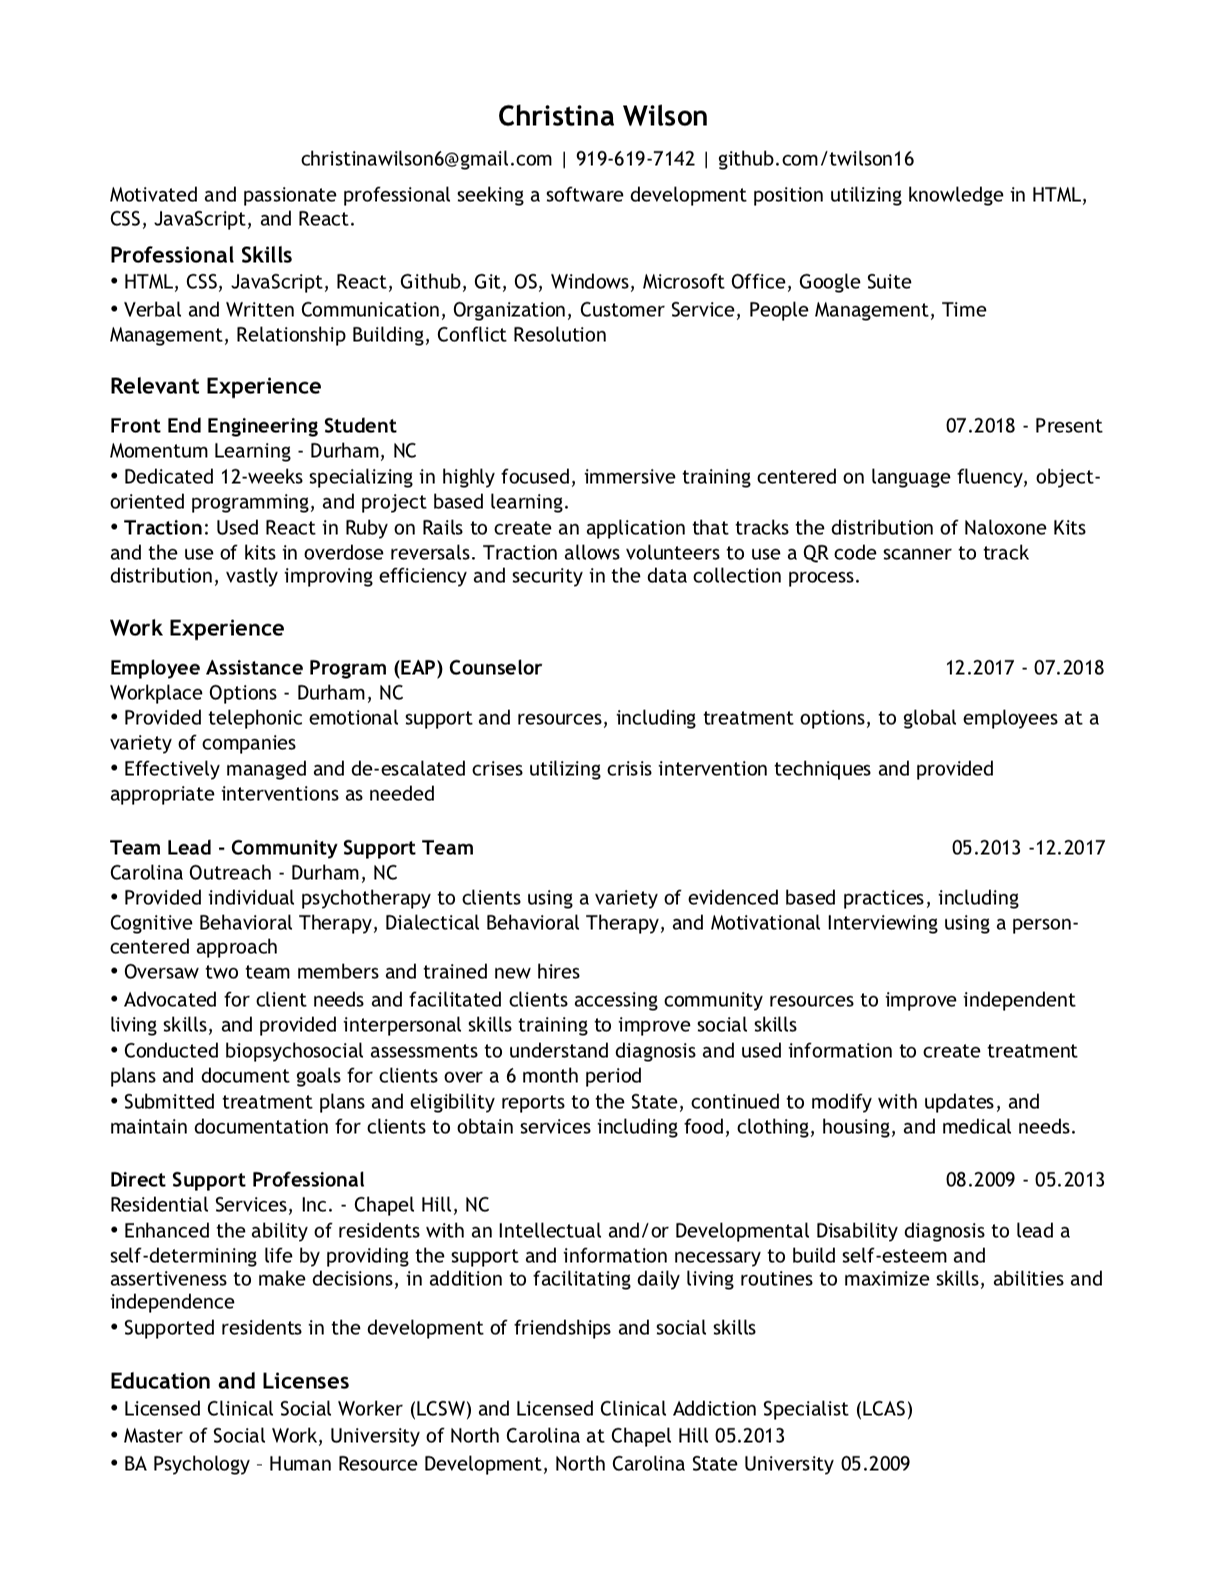 Christina Wilson
christinawilson6@gmail.com | 919-619-7142 | github.com/twilson16
Motivated and passionate professional seeking a software development position utilizing knowledge in HTML,
CSS, JavaScript, and React.
Professional Skills
• HTML, CSS, JavaScript, React, Github, Git, OS, Windows, Microsoft Office, Google Suite
• Verbal and Written Communication, Organization, Customer Service, People Management, Time
Management, Relationship Building, Conflict Resolution
Relevant Experience
Front End Engineering Student 07.2018 - Present
Momentum Learning - Durham, NC
• Dedicated 12-weeks specializing in highly focused, immersive training centered on language fluency, object-
oriented programming, and project based learning.
• Traction: Used React in Ruby on Rails to create an application that tracks the distribution of Naloxone Kits
and the use of kits in overdose reversals. Traction allows volunteers to use a QR code scanner to track
distribution, vastly improving efficiency and security in the data collection process.
Work Experience
Employee Assistance Program (EAP) Counselor 12.2017 - 07.2018
Workplace Options - Durham, NC
• Provided telephonic emotional support and resources, including treatment options, to global employees at a
variety of companies
• Effectively managed and de-escalated crises utilizing crisis intervention techniques and provided
appropriate interventions as needed
Team Lead - Community Support Team 05.2013 -12.2017
Carolina Outreach - Durham, NC
• Provided individual psychotherapy to clients using a variety of evidenced based practices, including
Cognitive Behavioral Therapy, Dialectical Behavioral Therapy, and Motivational Interviewing using a person-
centered approach
• Oversaw two team members and trained new hires
• Advocated for client needs and facilitated clients accessing community resources to improve independent
living skills, and provided interpersonal skills training to improve social skills
• Conducted biopsychosocial assessments to understand diagnosis and used information to create treatment
plans and document goals for clients over a 6 month period
• Submitted treatment plans and eligibility reports to the State, continued to modify with updates, and
maintain documentation for clients to obtain services including food, clothing, housing, and medical needs.
Direct Support Professional 08.2009 - 05.2013
Residential Services, Inc. - Chapel Hill, NC
• Enhanced the ability of residents with an Intellectual and/or Developmental Disability diagnosis to lead a
self-determining life by providing the support and information necessary to build self-esteem and
assertiveness to make decisions, in addition to facilitating daily living routines to maximize skills, abilities and
independence
• Supported residents in the development of friendships and social skills
Education and Licenses
• Licensed Clinical Social Worker (LCSW) and Licensed Clinical Addiction Specialist (LCAS)
• Master of Social Work, University of North Carolina at Chapel Hill 05.2013
• BA Psychology – Human Resource Development, North Carolina State University 05.2009